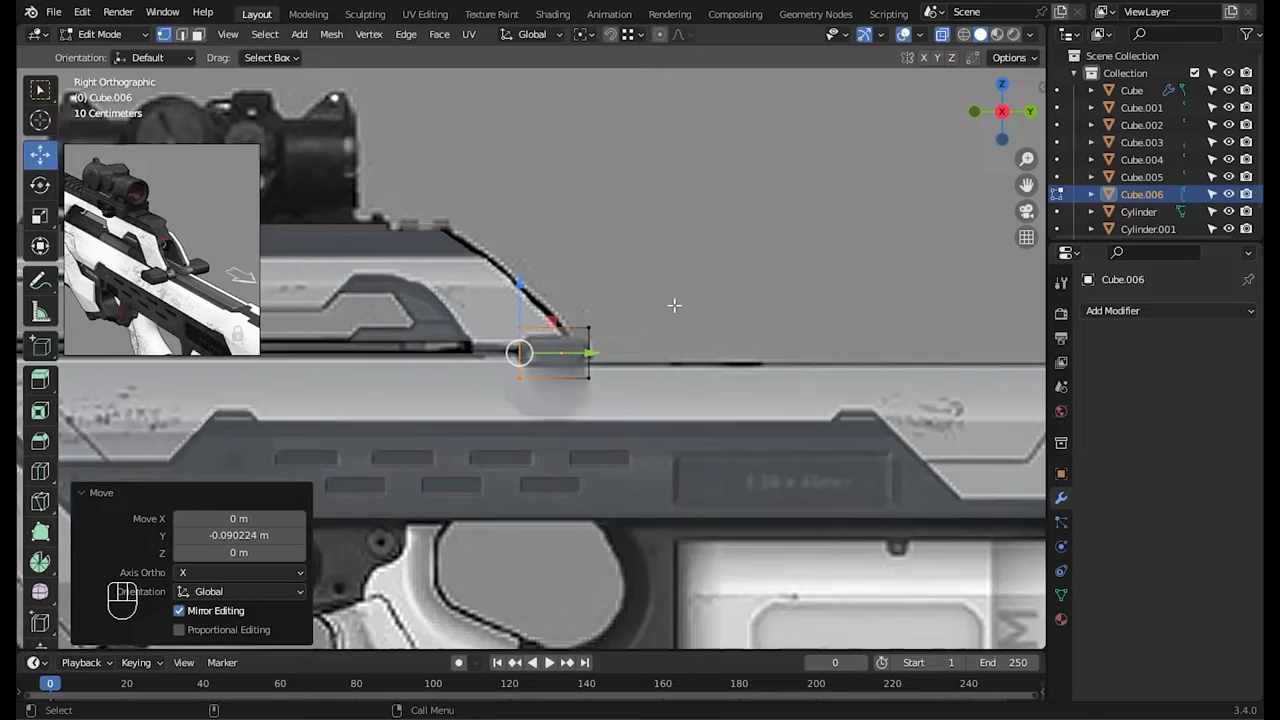 File Edit Render Window Help Layout Modeling Sculpting UV Editing Texture Paint Shading Animation Rendering Compositing Geometry Nodes Scripting Scene ViewLayer
Edit Mode View Select Add Mesh Vertex Edge Face UV Global
Orientation: Default Drag: Select Box X Y Z Options
Scene Collection
Collection
Cube
Cube.001
Cube.002
Cube.003
Cube.004
Cube.005
Cube.006
Cylinder
Cylinder.001
Right Orthographic
(0) Cube.006
10 Centimeters
Z
X
Y
Cube.006
Add Modifier
Move
Move X 0 m
Y -0.090224 m
Z 0 m
Axis Ortho X
Orientation Global
Mirror Editing
Proportional Editing
Playback Keying View Marker 0 Start 1 End 250
0 20 40 60 80 100 120 140 160 180 200 220 240
Select Call Menu 3.4.0